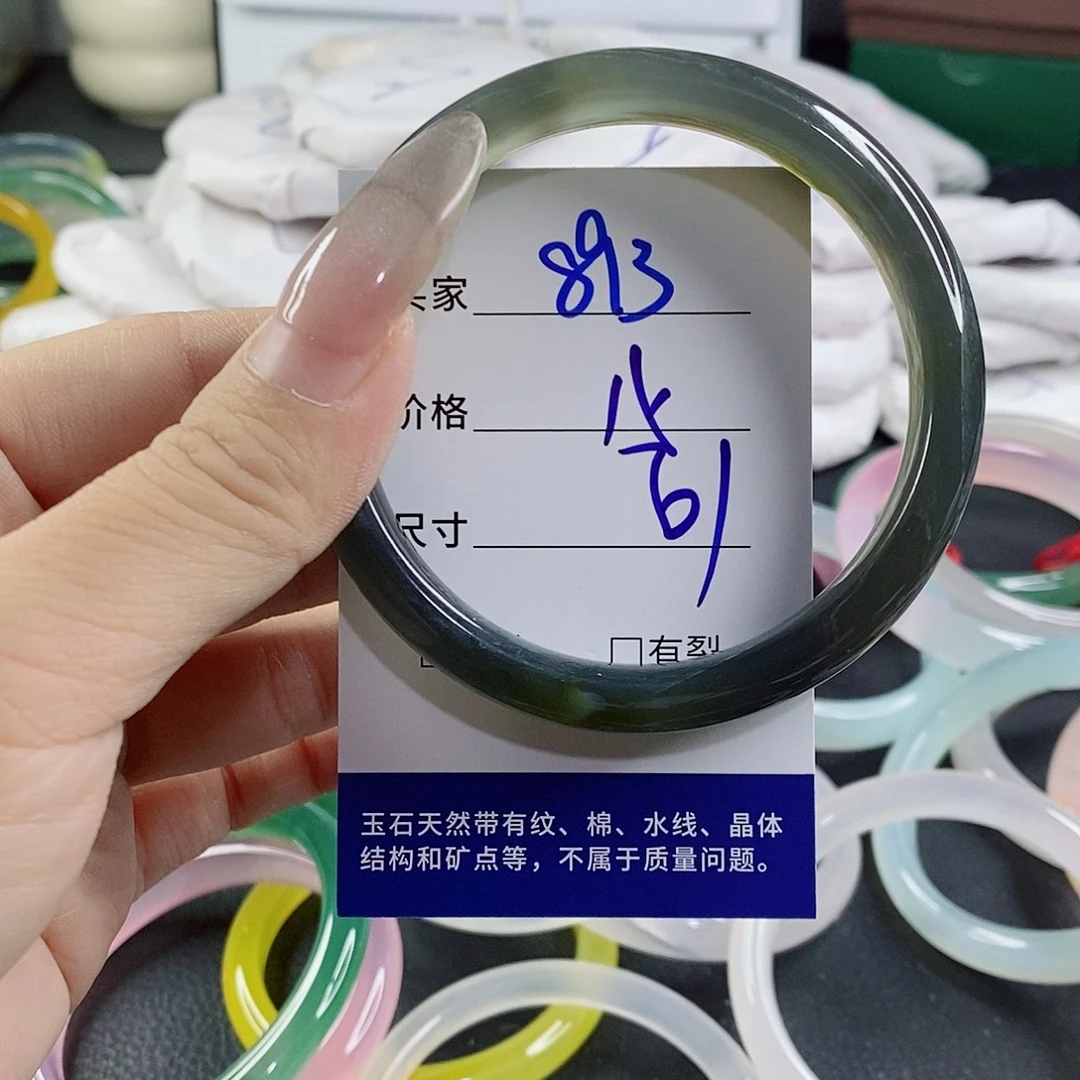 家 893
价格
尺寸 61
□有裂
玉石天然带有纹、棉、水线、晶体
结构和矿点等，不属于质量问题。